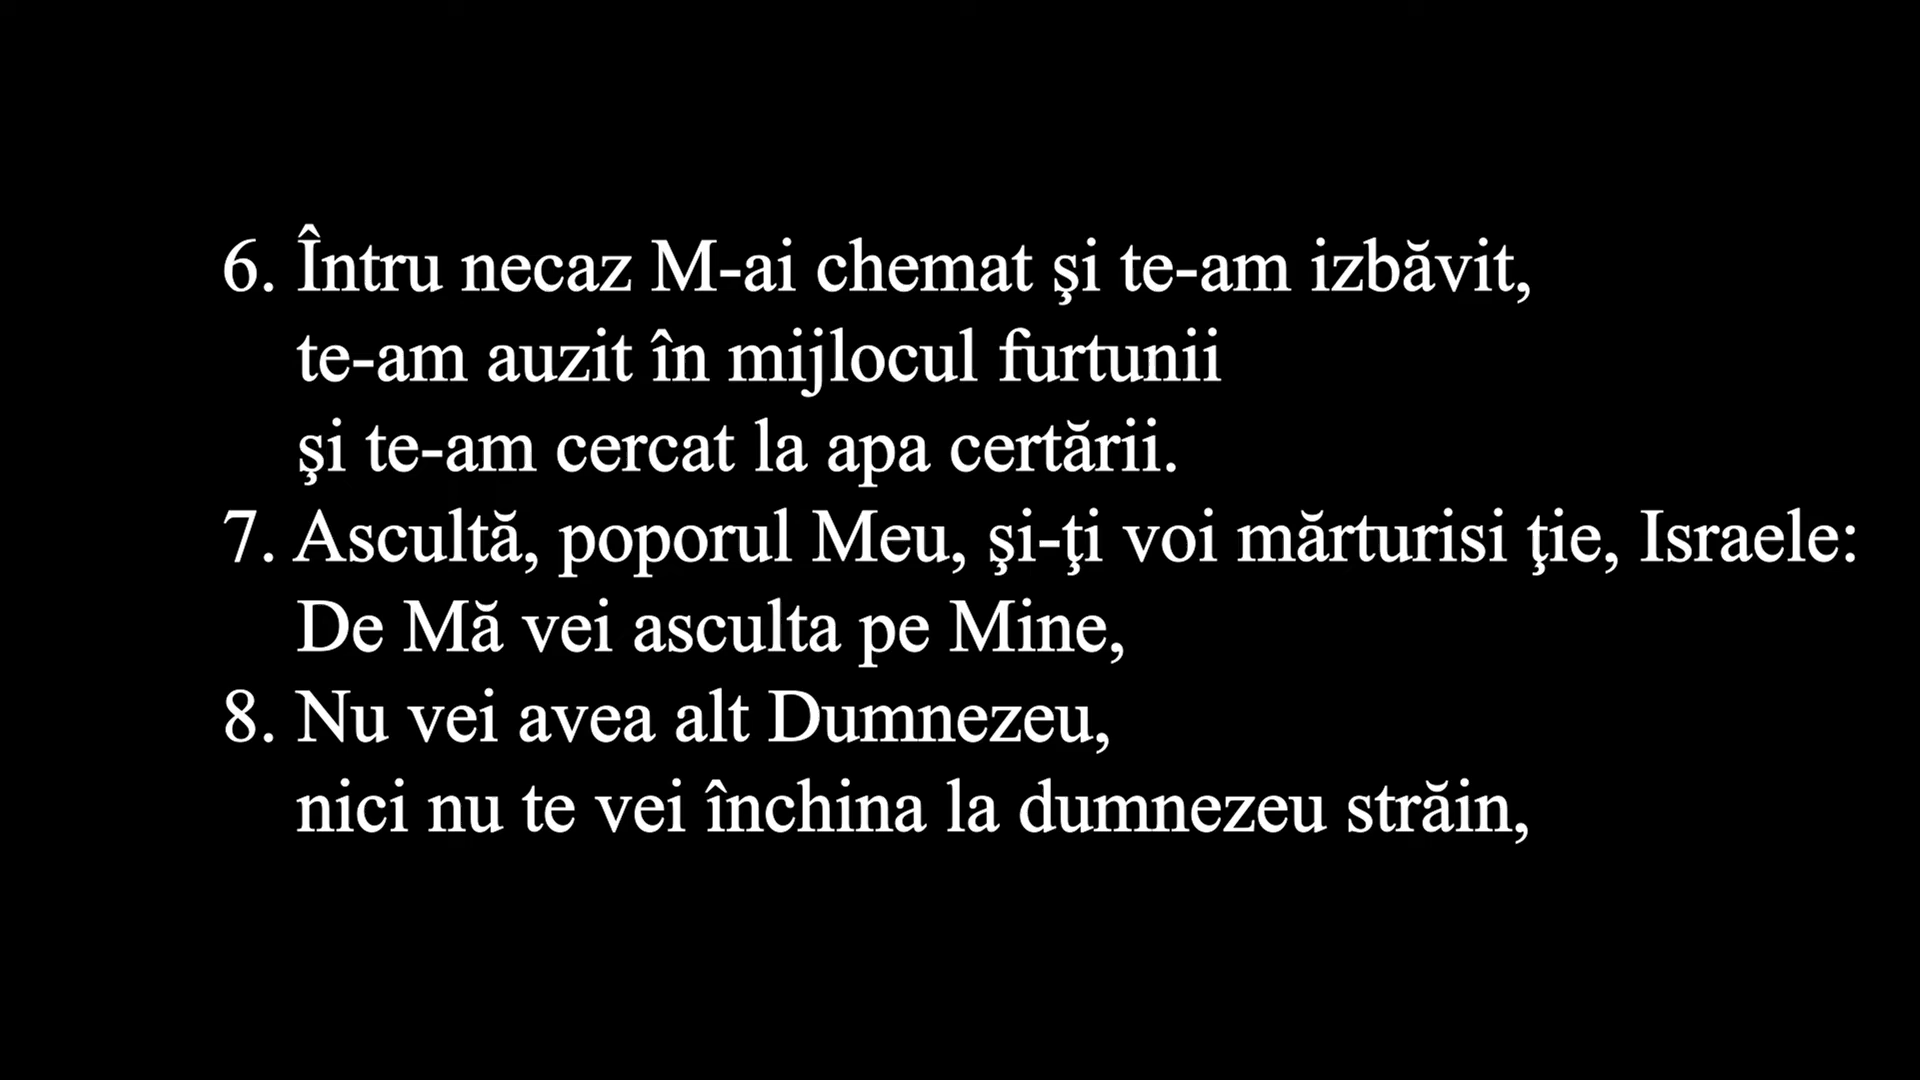 6. Întru necaz M-ai chemat şi te-am izbăvit,
te-am auzit în mijlocul furtunii
şi te-am cercat la apa certării.
7. Ascultă, poporul Meu, şi-ţi voi mărturisi ţie, Israele:
De Mă vei asculta pe Mine,
8. Nu vei avea alt Dumnezeu,
nici nu te vei închina la dumnezeu străin,